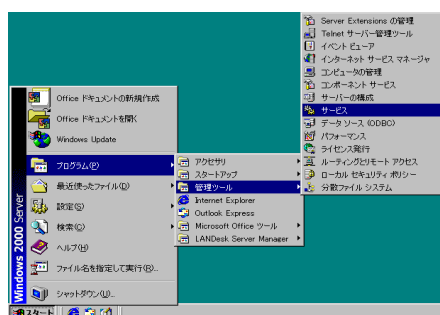 Server Extensions の管理
Telnet サーバー管理ツール
イベント ビューア
インターネット サービス マネージャ
コンピュータの管理
コンポーネント サービス
サーバーの構成
サービス
データ ソース (ODBC)
パフォーマンス
ライセンス発行
ルーティングとリモート アクセス
ローカル セキュリティ ポリシー
分散ファイル システム
Office ドキュメントの新規作成
Office ドキュメントを開く
Windows Update
プログラム(P)
最近使ったファイル(D)
設定(S)
検索(C)
ヘルプ(H)
ファイル名を指定して実行(R)...
シャットダウン(U)...
アクセサリ
スタートアップ
管理ツール
Internet Explorer
Outlook Express
Microsoft Office ツール
LANDesk Server Manager
Windows 2000 Server
スタート